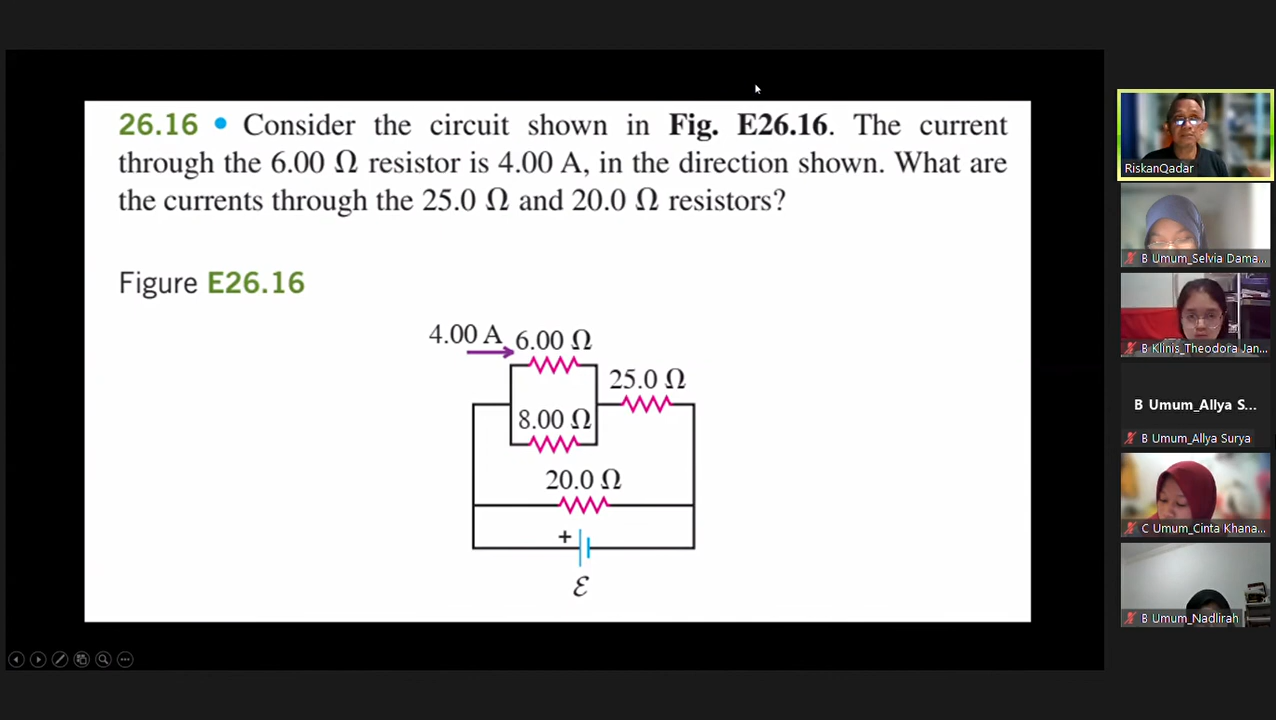 26.16 • Consider the circuit shown in Fig. E26.16. The current
through the 6.00 Ω resistor is 4.00 A, in the direction shown. What are
the currents through the 25.0 Ω and 20.0 Ω resistors?
Figure E26.16
4.00 A
6.00 Ω
25.0 Ω
8.00 Ω
20.0 Ω
+
ℰ
RiskanQadar
B Umum_Selvia Dama...
B Klinis_Theodora Jan...
B Umum_Allya S...
B Umum_Allya Surya
C Umum_Cinta Khana...
B Umum_Nadlirah